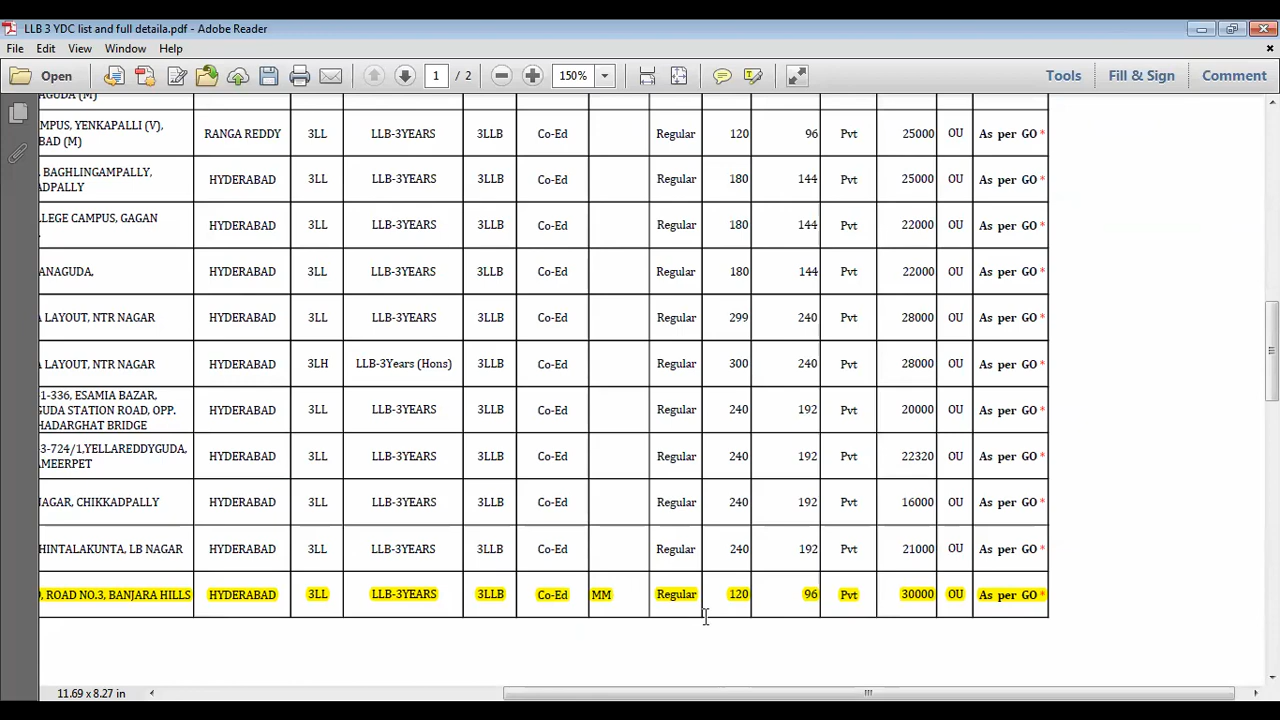 LLB 3 YDC list and full detaila.pdf - Adobe Reader
File Edit View Window Help
Open 1 / 2 150% Tools Fill & Sign Comment
AGUDA (M)
MPUS, YENKAPALLI (V),
BAD (M) RANGA REDDY 3LL LLB-3YEARS 3LLB Co-Ed Regular 120 96 Pvt 25000 OU As per GO *
BAGHLINGAMPALLY,
ADPALLY HYDERABAD 3LL LLB-3YEARS 3LLB Co-Ed Regular 180 144 Pvt 25000 OU As per GO *
LLEGE CAMPUS, GAGAN
HYDERABAD 3LL LLB-3YEARS 3LLB Co-Ed Regular 180 144 Pvt 22000 OU As per GO *
ANAGUDA, HYDERABAD 3LL LLB-3YEARS 3LLB Co-Ed Regular 180 144 Pvt 22000 OU As per GO *
A LAYOUT, NTR NAGAR HYDERABAD 3LL LLB-3YEARS 3LLB Co-Ed Regular 299 240 Pvt 28000 OU As per GO *
A LAYOUT, NTR NAGAR HYDERABAD 3LH LLB-3Years (Hons) 3LLB Co-Ed Regular 300 240 Pvt 28000 OU As per GO *
-1-336, ESAMIA BAZAR,
GUDA STATION ROAD, OPP.
HADARGHAT BRIDGE HYDERABAD 3LL LLB-3YEARS 3LLB Co-Ed Regular 240 192 Pvt 20000 OU As per GO *
-3-724/1,YELLAREDDYGUDA,
AMEERPET HYDERABAD 3LL LLB-3YEARS 3LLB Co-Ed Regular 240 192 Pvt 22320 OU As per GO *
NAGAR, CHIKKADPALLY HYDERABAD 3LL LLB-3YEARS 3LLB Co-Ed Regular 240 192 Pvt 16000 OU As per GO *
HINTALAKUNTA, LB NAGAR HYDERABAD 3LL LLB-3YEARS 3LLB Co-Ed Regular 240 192 Pvt 21000 OU As per GO *
, ROAD NO.3, BANJARA HILLS HYDERABAD 3LL LLB-3YEARS 3LLB Co-Ed MM Regular 120 96 Pvt 30000 OU As per GO *
11.69 x 8.27 in